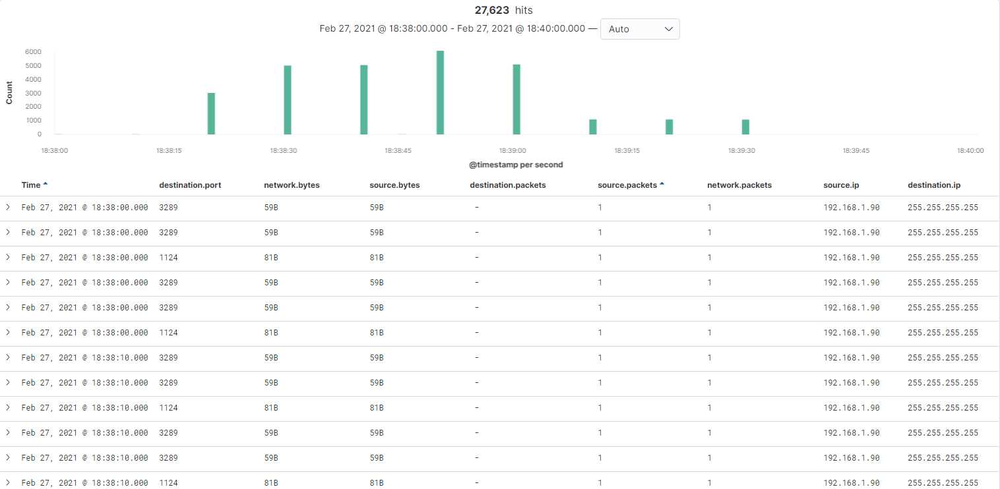 27,623 hits
Feb 27, 2021 @ 18:38:00.000 - Feb 27, 2021 @ 18:40:00.000 — Auto
Count
6000
5000
4000
3000
2000
1000
0
18:38:00 18:38:15 18:38:30 18:38:45 18:39:00 18:39:15 18:39:30 18:39:45 18:40:00
@timestamp per second
Time destination.port network.bytes source.bytes destination.packets source.packets network.packets source.ip destination.ip
Feb 27, 2021 @ 18:38:00.000 3289 59B 59B - 1 1 192.168.1.90 255.255.255.255
Feb 27, 2021 @ 18:38:00.000 3289 59B 59B - 1 1 192.168.1.90 255.255.255.255
Feb 27, 2021 @ 18:38:00.000 1124 81B 81B - 1 1 192.168.1.90 255.255.255.255
Feb 27, 2021 @ 18:38:00.000 3289 59B 59B - 1 1 192.168.1.90 255.255.255.255
Feb 27, 2021 @ 18:38:00.000 3289 59B 59B - 1 1 192.168.1.90 255.255.255.255
Feb 27, 2021 @ 18:38:00.000 1124 81B 81B - 1 1 192.168.1.90 255.255.255.255
Feb 27, 2021 @ 18:38:10.000 3289 59B 59B - 1 1 192.168.1.90 255.255.255.255
Feb 27, 2021 @ 18:38:10.000 3289 59B 59B - 1 1 192.168.1.90 255.255.255.255
Feb 27, 2021 @ 18:38:10.000 1124 81B 81B - 1 1 192.168.1.90 255.255.255.255
Feb 27, 2021 @ 18:38:10.000 3289 59B 59B - 1 1 192.168.1.90 255.255.255.255
Feb 27, 2021 @ 18:38:10.000 3289 59B 59B - 1 1 192.168.1.90 255.255.255.255
Feb 27, 2021 @ 18:38:10.000 1124 81B 81B - 1 1 192.168.1.90 255.255.255.255